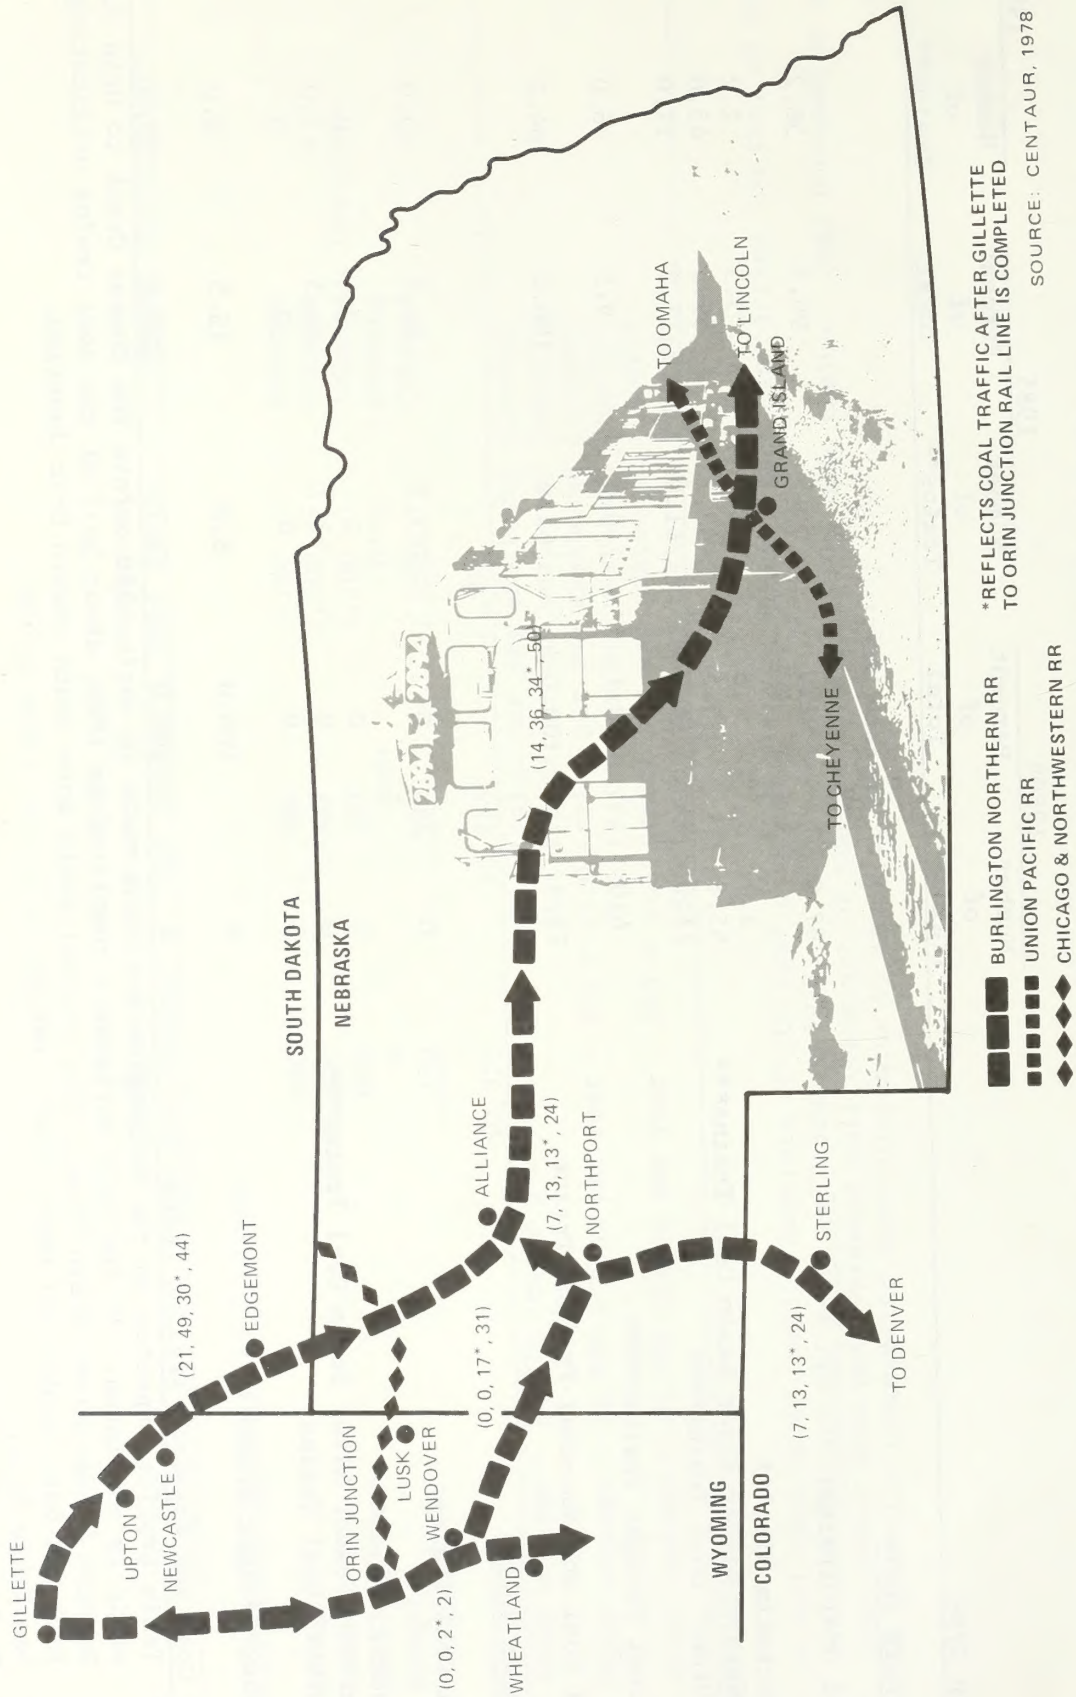 GILLETTE
UPTON
NEWCASTLE
EDGEMONT
(21, 49, 30*, 44)
SOUTH DAKOTA
NEBRASKA
ORIN JUNCTION
LUSK
WENDOVER
(0, 0, 2*, 2)
WHEATLAND
(0, 0, 17*, 31)
ALLIANCE
(7, 13, 13*, 24)
NORTHPORT
2894
2894
(14, 36, 34*, 50)
TO OMAHA
TO LINCOLN
GRAND ISLAND
TO CHEYENNE
WYOMING
COLORADO
STERLING
(7, 13, 13*, 24)
TO DENVER
BURLINGTON NORTHERN RR
UNION PACIFIC RR
CHICAGO & NORTHWESTERN RR
*REFLECTS COAL TRAFFIC AFTER GILLETTE
TO ORIN JUNCTION RAIL LINE IS COMPLETED
SOURCE: CENTAUR, 1978